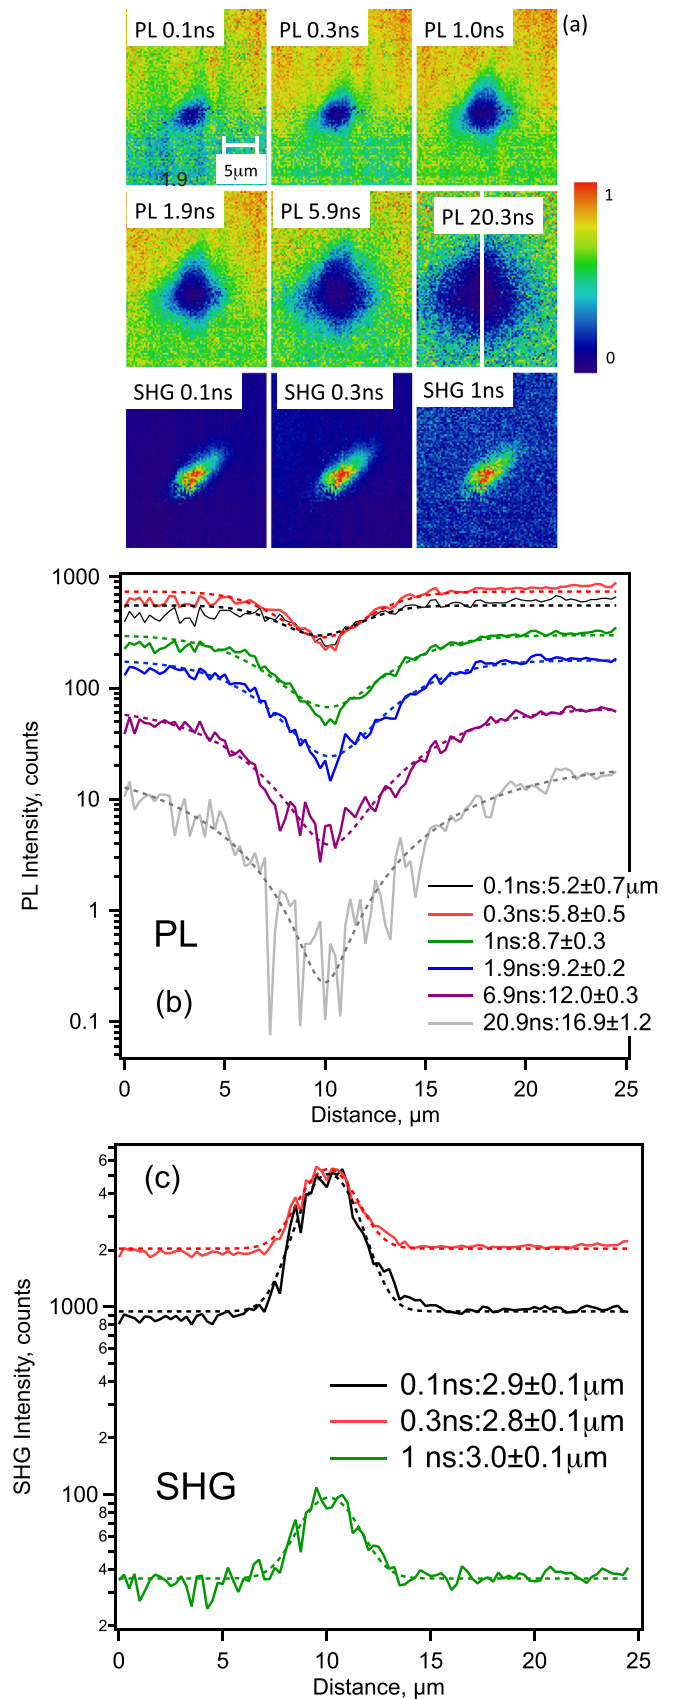 PL 0.1ns PL 0.3ns PL 1.0ns (a)
5μm
1.9
PL 1.9ns PL 5.9ns PL 20.3ns
1
0
SHG 0.1ns SHG 0.3ns SHG 1ns
1000
100
10
1
0.1
PL Intensity, counts
PL
(b)
0.1ns:5.2±0.7μm
0.3ns:5.8±0.5
1ns:8.7±0.3
1.9ns:9.2±0.2
6.9ns:12.0±0.3
20.9ns:16.9±1.2
0 5 10 15 20 25
Distance, μm
(c)
6
4
2
1000
8
6
4
2
100
8
6
4
2
SHG Intensity, counts
0.1ns:2.9±0.1μm
0.3ns:2.8±0.1μm
1 ns:3.0±0.1μm
SHG
0 5 10 15 20 25
Distance, μm